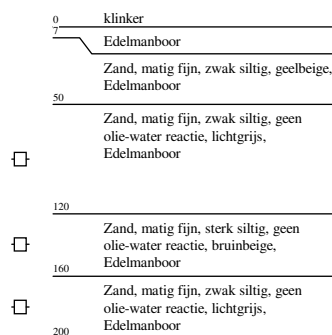 0 klinker
7
Edelmanboor
Zand, matig fijn, zwak siltig, geelbeige,
Edelmanboor
50
Zand, matig fijn, zwak siltig, geen
olie-water reactie, lichtgrijs,
Edelmanboor
120
Zand, matig fijn, sterk siltig, geen
olie-water reactie, bruinbeige,
Edelmanboor
160
Zand, matig fijn, zwak siltig, geen
olie-water reactie, lichtgrijs,
Edelmanboor
200